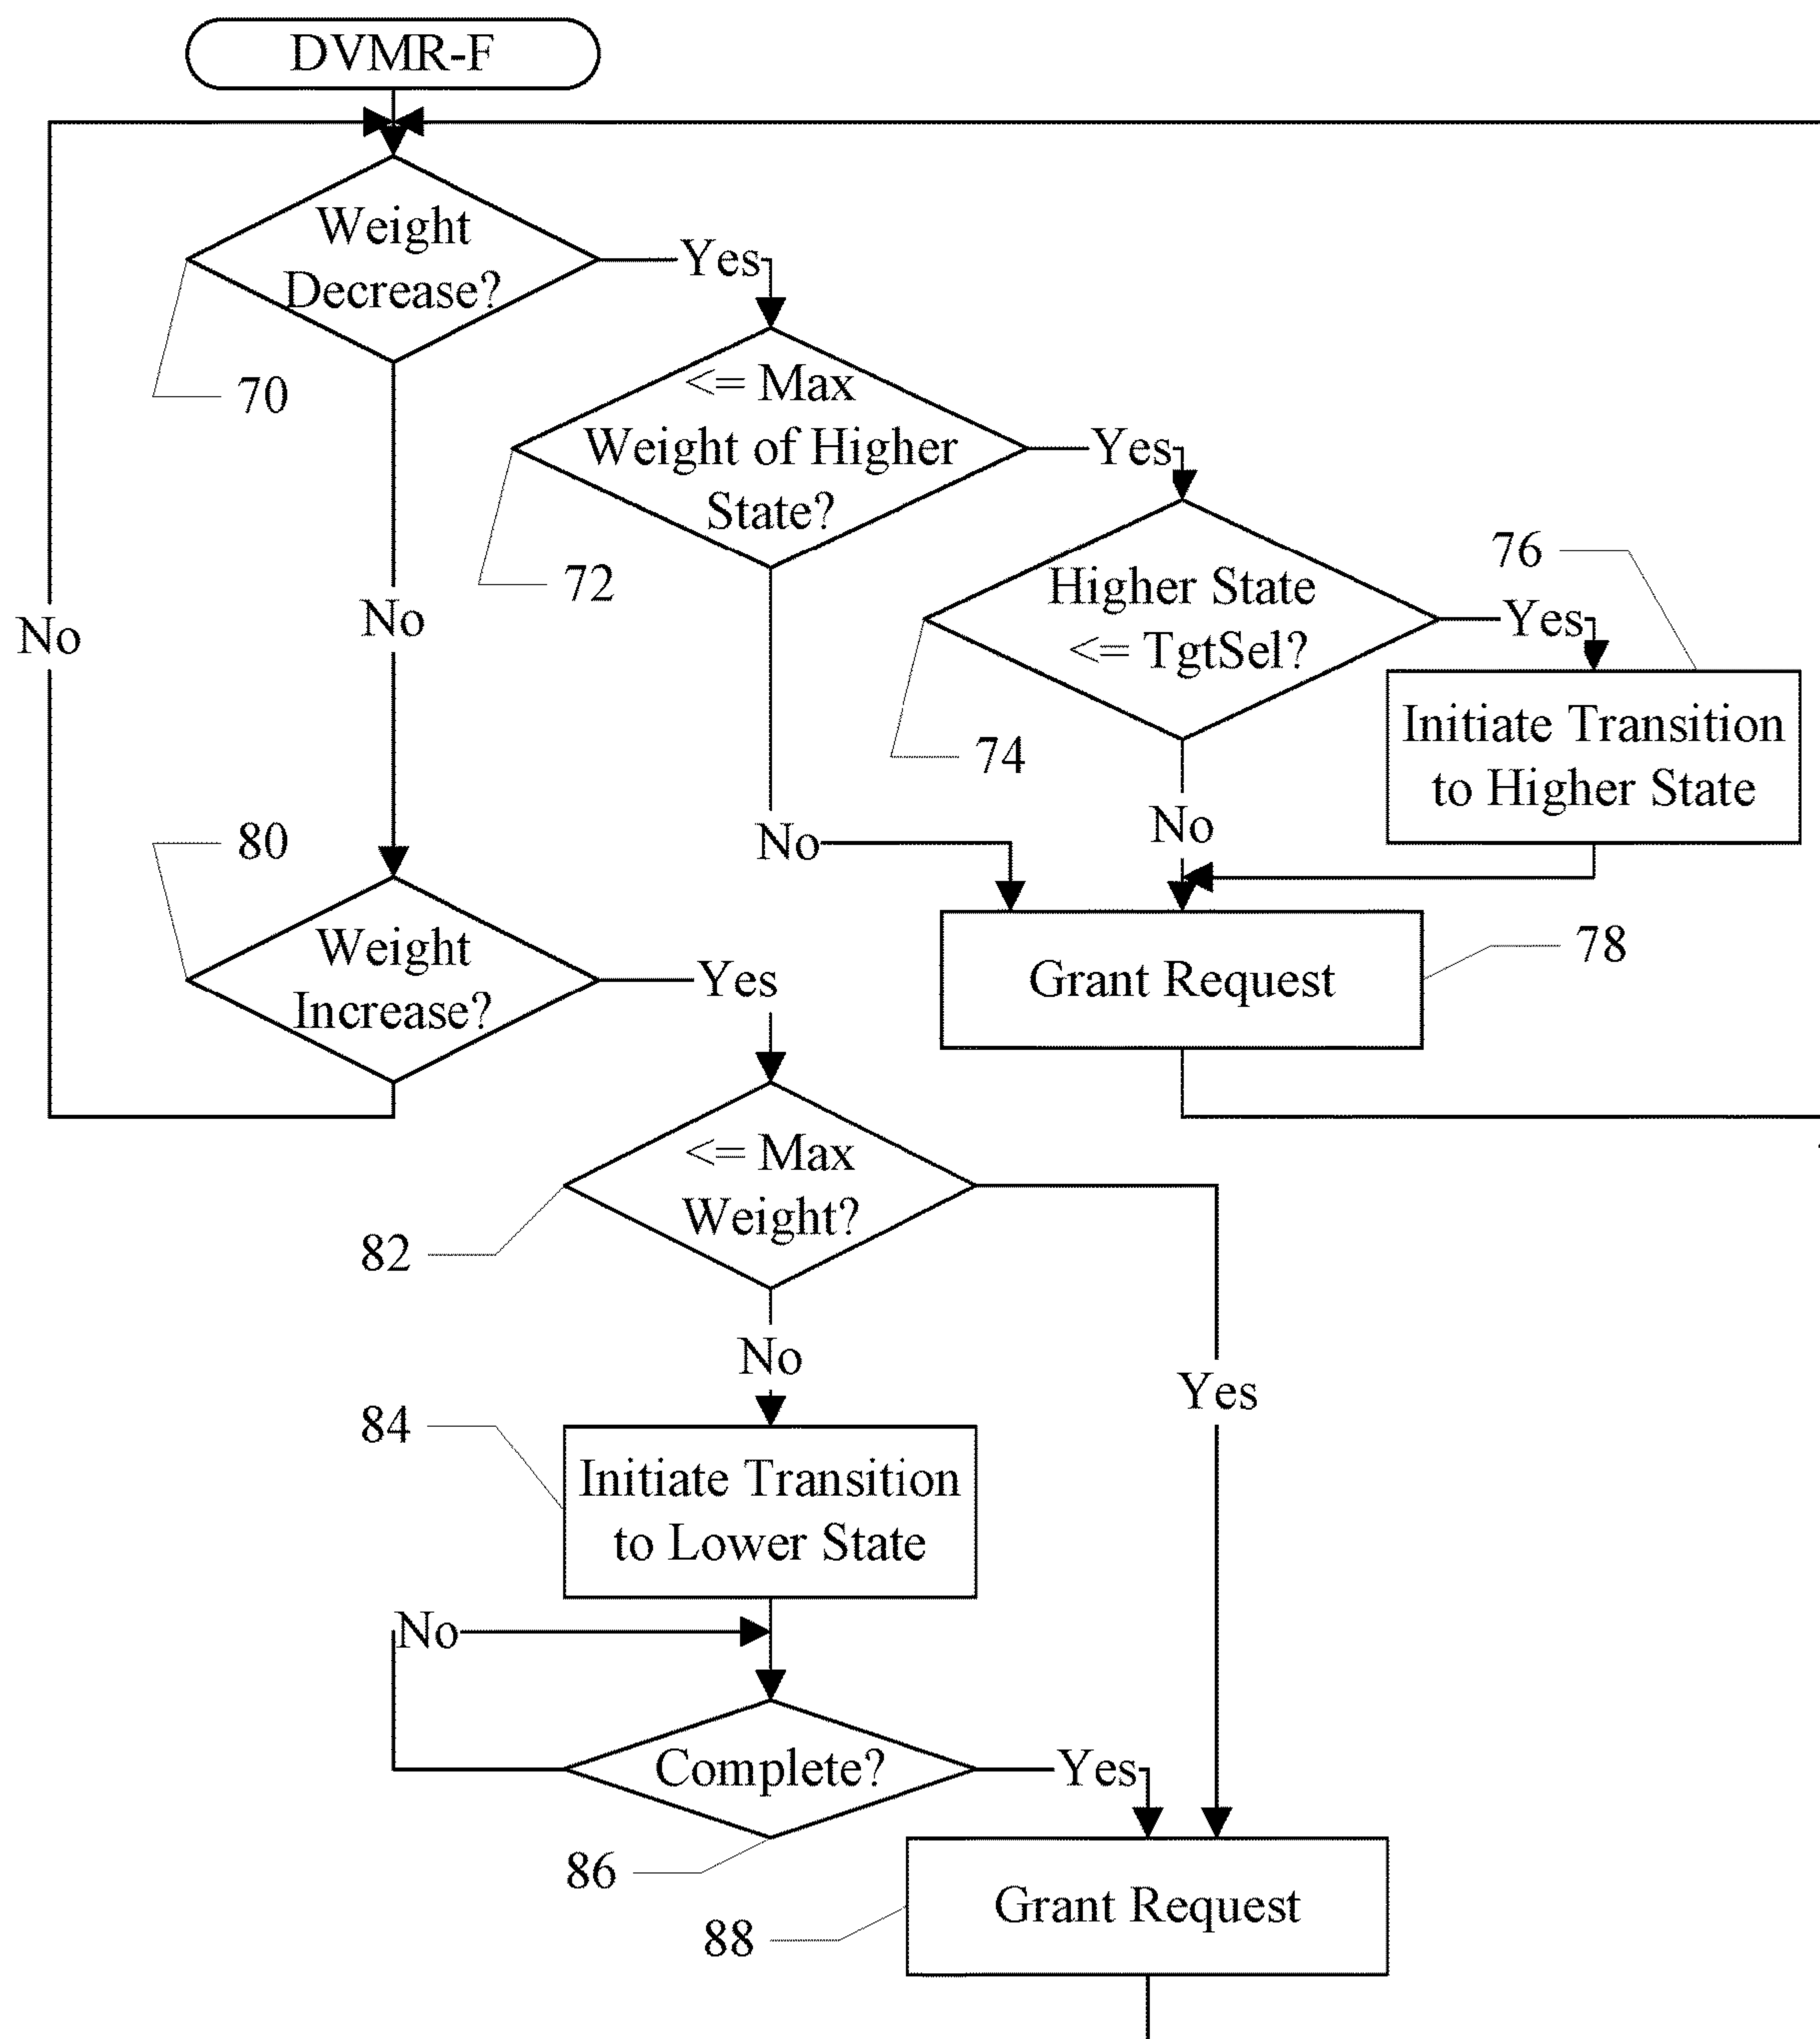 DVMR-F
Weight
Decrease?
Yes
70
No
<= Max
Weight of Higher
State?
Yes
72
No
Higher State
<= TgtSel?
Yes
74
No
76
Initiate Transition
to Higher State
Grant Request
78
80
Weight
Increase?
Yes
No
<= Max
Weight?
82
No
Yes
84
Initiate Transition
to Lower State
No
Complete?
Yes
86
Grant Request
88